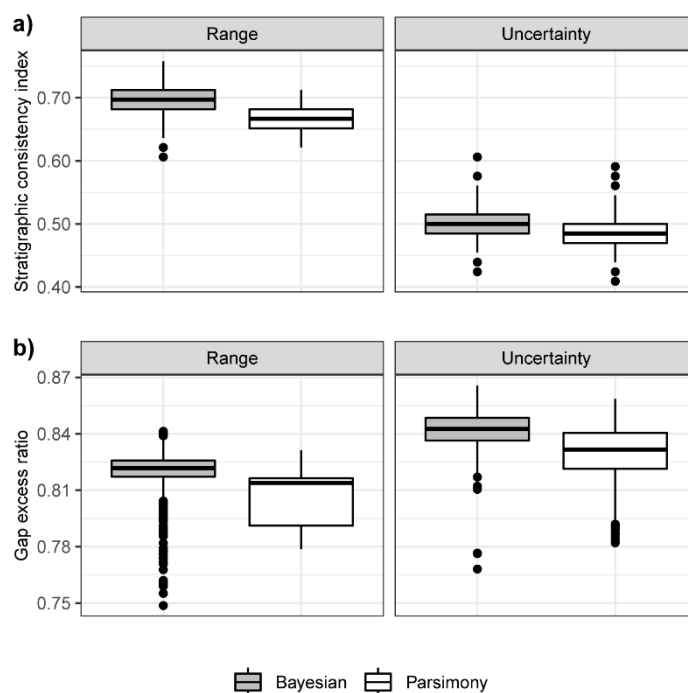 a)
Range
Uncertainty
Stratigraphic consistency index
0.70
0.60
0.50
0.40
b)
Range
Uncertainty
Gap excess ratio
0.87
0.84
0.81
0.78
0.75
Bayesian
Parsimony